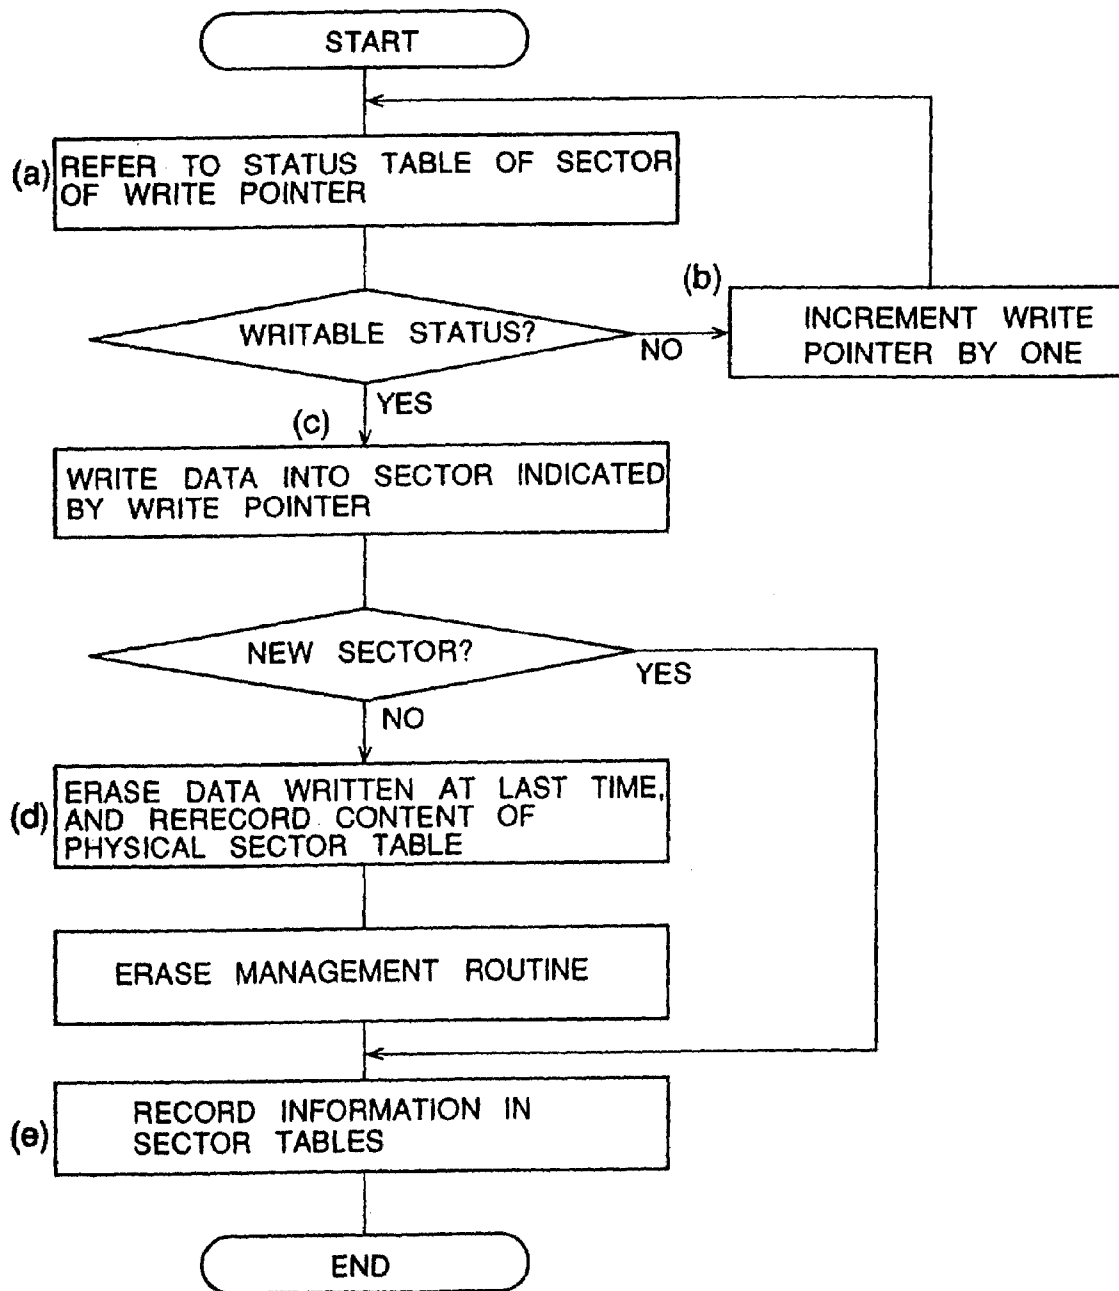 START
(a)
REFER TO STATUS TABLE OF SECTOR
OF WRITE POINTER
WRITABLE STATUS?
NO
(b)
INCREMENT WRITE
POINTER BY ONE
YES
(c)
WRITE DATA INTO SECTOR INDICATED
BY WRITE POINTER
NEW SECTOR?
YES
NO
(d)
ERASE DATA WRITTEN AT LAST TIME,
AND RERECORD CONTENT OF
PHYSICAL SECTOR TABLE
ERASE MANAGEMENT ROUTINE
(e)
RECORD INFORMATION IN
SECTOR TABLES
END